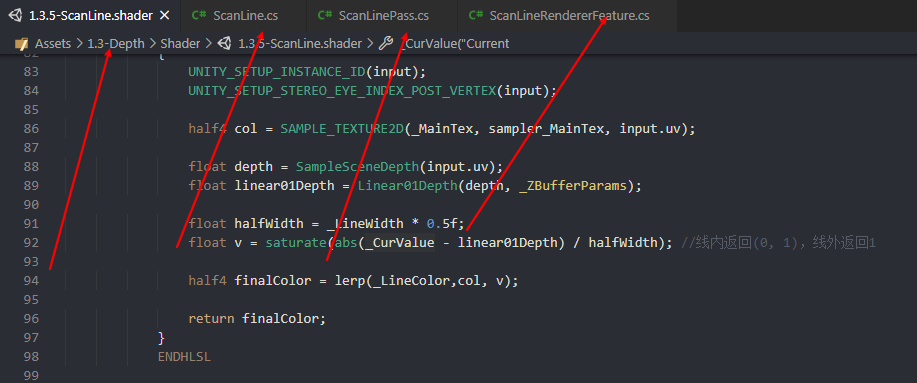 1.3.5-ScanLine.shader × C# ScanLine.cs C# ScanLinePass.cs C# ScanLineRendererFeature.cs
Assets > 1.3-Depth > Shader > 1.3.5-ScanLine.shader > _CurValue("Current
82 {
83 UNITY_SETUP_INSTANCE_ID(input);
84 UNITY_SETUP_STEREO_EYE_INDEX_POST_VERTEX(input);
85
86 half4 col = SAMPLE_TEXTURE2D(_MainTex, sampler_MainTex, input.uv);
87
88 float depth = SampleSceneDepth(input.uv);
89 float linear01Depth = Linear01Depth(depth, _ZBufferParams);
90
91 float halfWidth = _LineWidth * 0.5f;
92 float v = saturate(abs(_CurValue - linear01Depth) / halfWidth); //线内返回(0, 1), 线外返回1
93
94 half4 finalColor = lerp(_LineColor,col, v);
95
96 return finalColor;
97 }
98 ENDHLSL
99